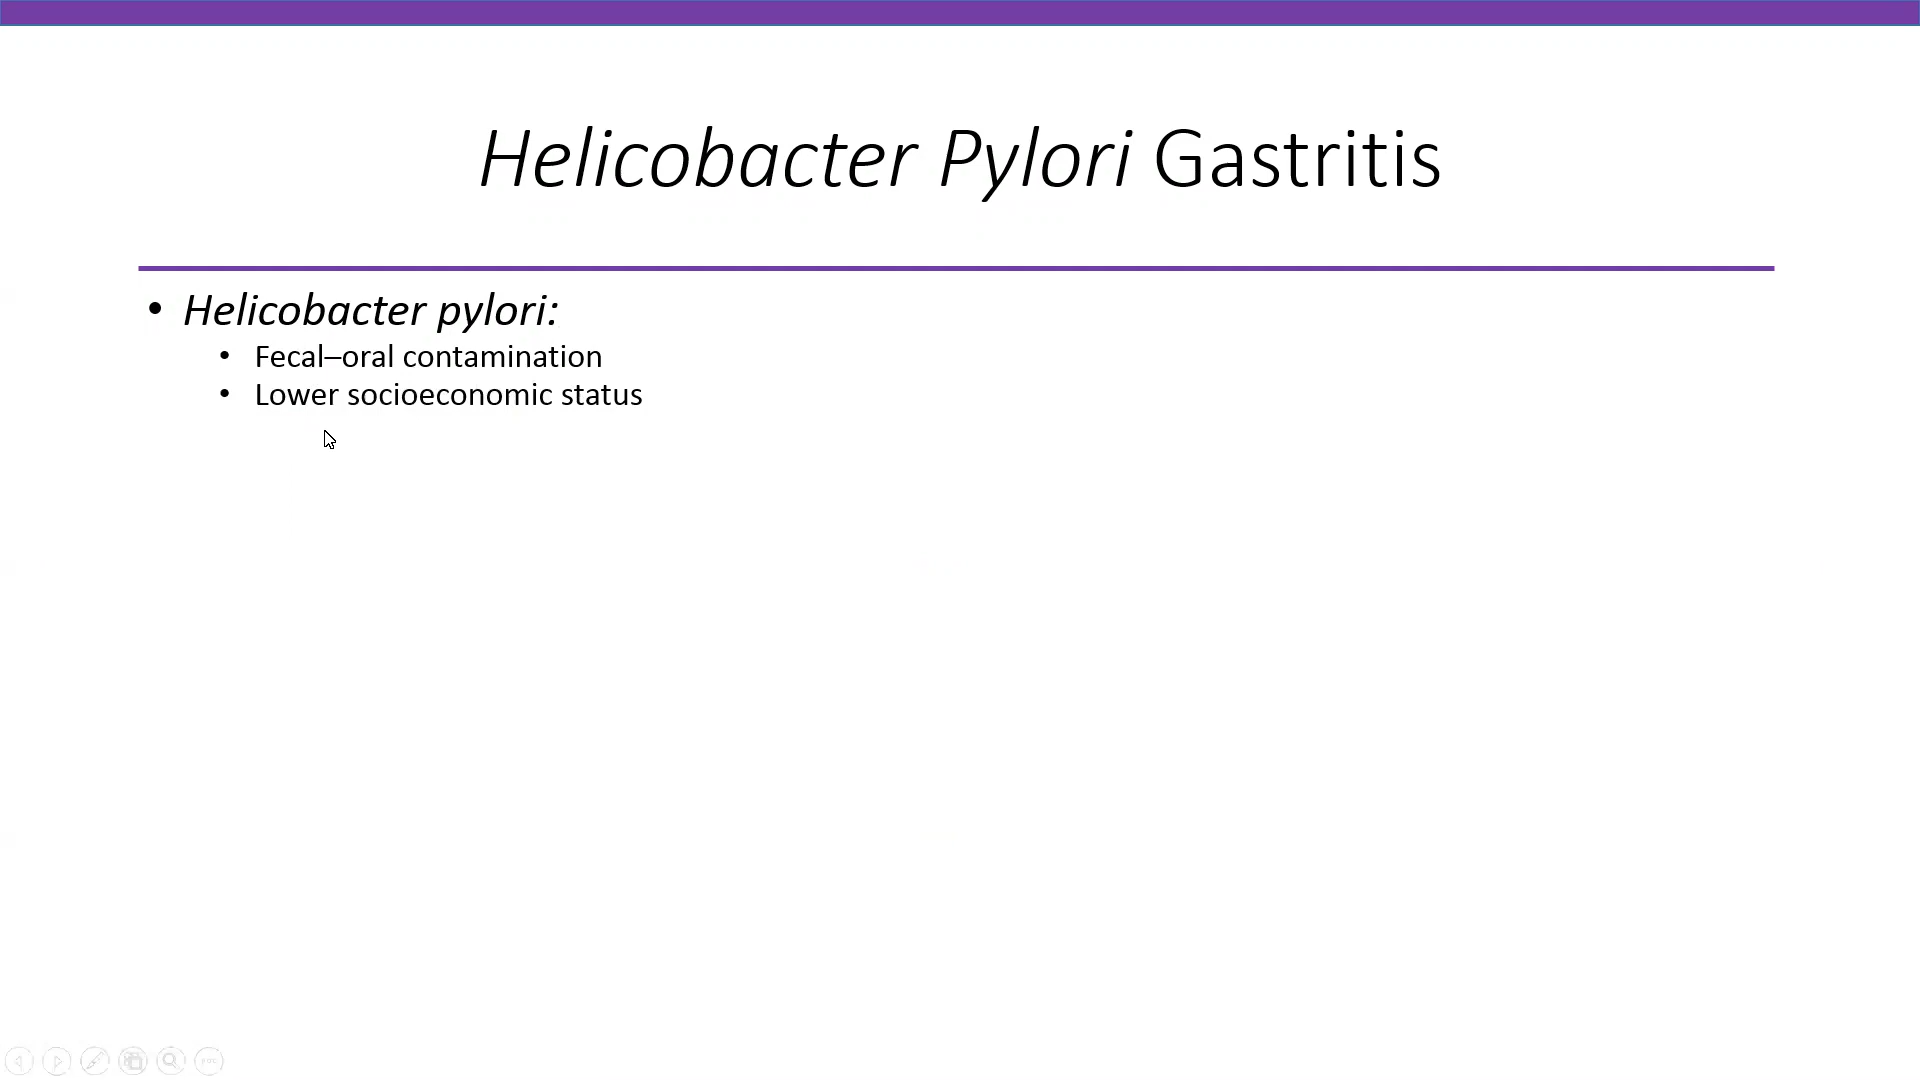 Helicobacter Pylori Gastritis
• Helicobacter pylori:
• Fecal–oral contamination
• Lower socioeconomic status